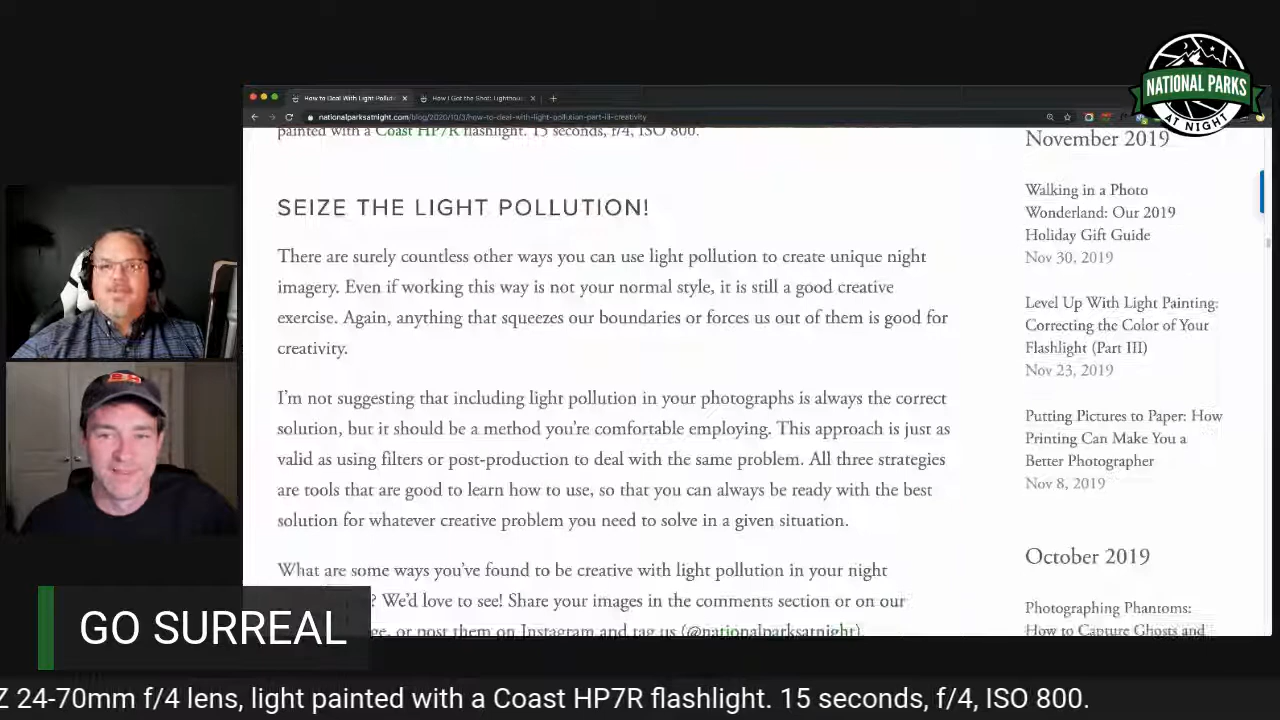 NATIONAL PARKS
AT NIGHT
How to Deal With Light Polluti
How I Got the Shot: Lighthou
nationalparksatnight.com/blog/2020/10/3/how-to-deal-with-light-pollution-part-iii-creativity
painted with a Coast HP7R flashlight. 15 seconds, f/4, ISO 800.
SEIZE THE LIGHT POLLUTION!
There are surely countless other ways you can use light pollution to create unique night
imagery. Even if working this way is not your normal style, it is still a good creative
exercise. Again, anything that squeezes our boundaries or forces us out of them is good for
creativity.
I'm not suggesting that including light pollution in your photographs is always the correct
solution, but it should be a method you're comfortable employing. This approach is just as
valid as using filters or post-production to deal with the same problem. All three strategies
are tools that are good to learn how to use, so that you can always be ready with the best
solution for whatever creative problem you need to solve in a given situation.
What are some ways you've found to be creative with light pollution in your night
? We'd love to see! Share your images in the comments section or on our
ge, or post them on Instagram and tag us (@nationalparksatnight).
November 2019
Walking in a Photo
Wonderland: Our 2019
Holiday Gift Guide
Nov 30, 2019
Level Up With Light Painting:
Correcting the Color of Your
Flashlight (Part III)
Nov 23, 2019
Putting Pictures to Paper: How
Printing Can Make You a
Better Photographer
Nov 8, 2019
October 2019
Photographing Phantoms:
How to Capture Ghosts and
GO SURREAL
Z 24-70mm f/4 lens, light painted with a Coast HP7R flashlight. 15 seconds, f/4, ISO 800.